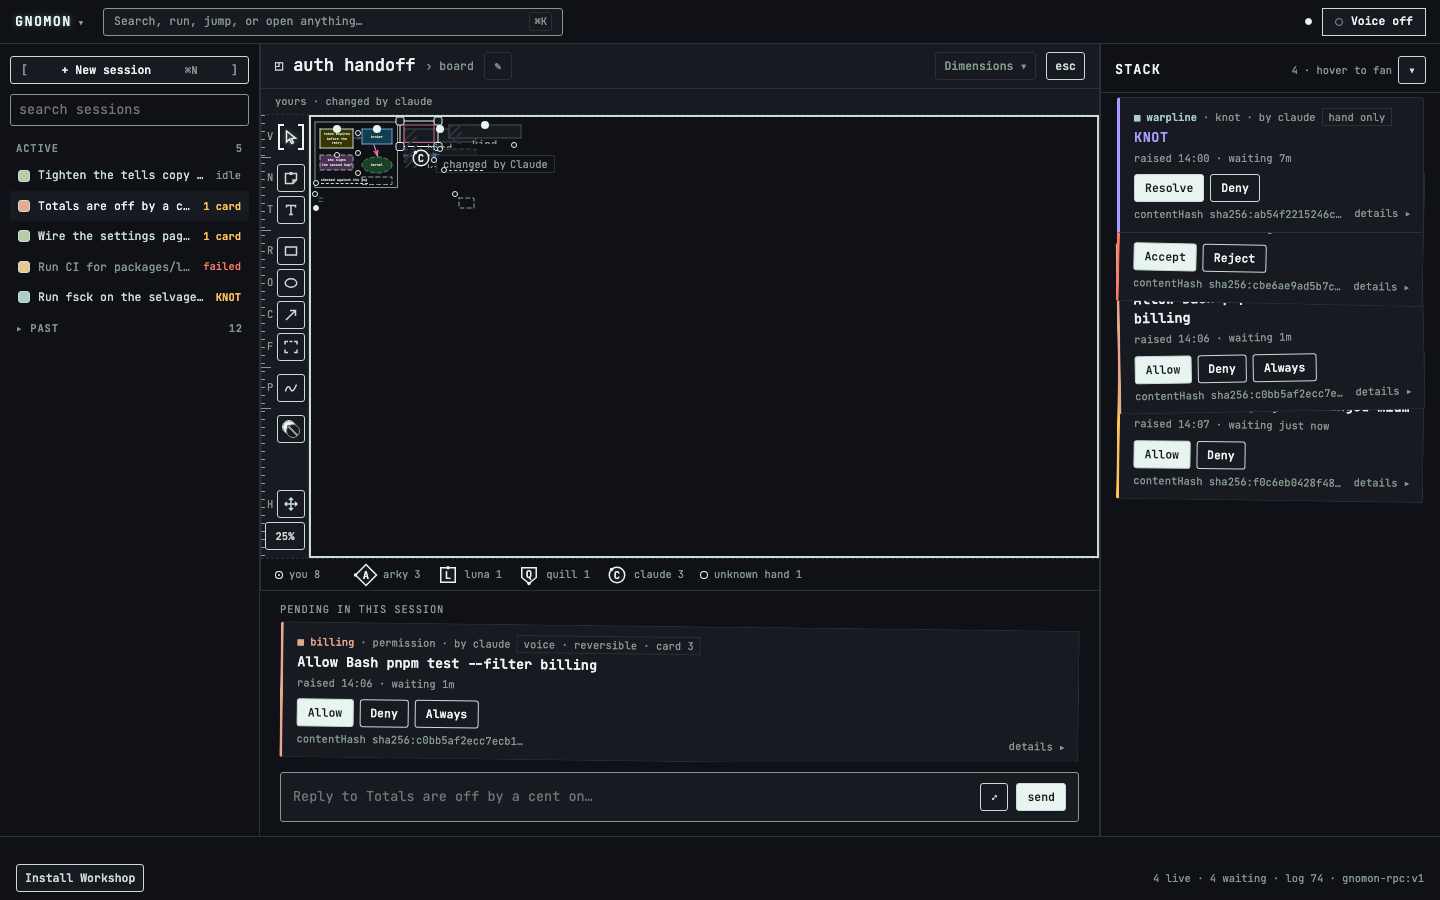 GNOMON ▾
Search, run, jump, or open anything… ⌘K
○ Voice off
[ + New session ⌘N ]
search sessions
ACTIVE 5
Tighten the tells copy … idle
Totals are off by a c… 1 card
Wire the settings pag… 1 card
Run CI for packages/l… failed
Run fsck on the selvage… KNOT
▸ PAST 12
auth handoff › board ✎
Dimensions ▾ esc
yours · changed by claude
V
N
T
R
O
C
F
P
H
25%
broker
kernel
C
changed by Claude
you 8
A arky 3
L luna 1
Q quill 1
C claude 3
unknown hand 1
PENDING IN THIS SESSION
■ billing · permission · by claude voice · reversible · card 3
Allow Bash pnpm test --filter billing
raised 14:06 · waiting 1m
Allow Deny Always
contentHash sha256:c0bb5af2ecc7ecb1…
details ▸
Reply to Totals are off by a cent on…
↗ send
STACK 4 · hover to fan ▾
■ warpline · knot · by claude hand only
KNOT
raised 14:00 · waiting 7m
Resolve Deny
contentHash sha256:ab54f2215246c… details ▸
Accept Reject
contentHash sha256:cbe6ae9ad5b7c… details ▸
billing
raised 14:06 · waiting 1m
Allow Deny Always
contentHash sha256:c0bb5af2ecc7e… details ▸
raised 14:07 · waiting just now
Allow Deny
contentHash sha256:f0c6eb0428f48… details ▸
Install Workshop
4 live · 4 waiting · log 74 · gnomon-rpc:v1